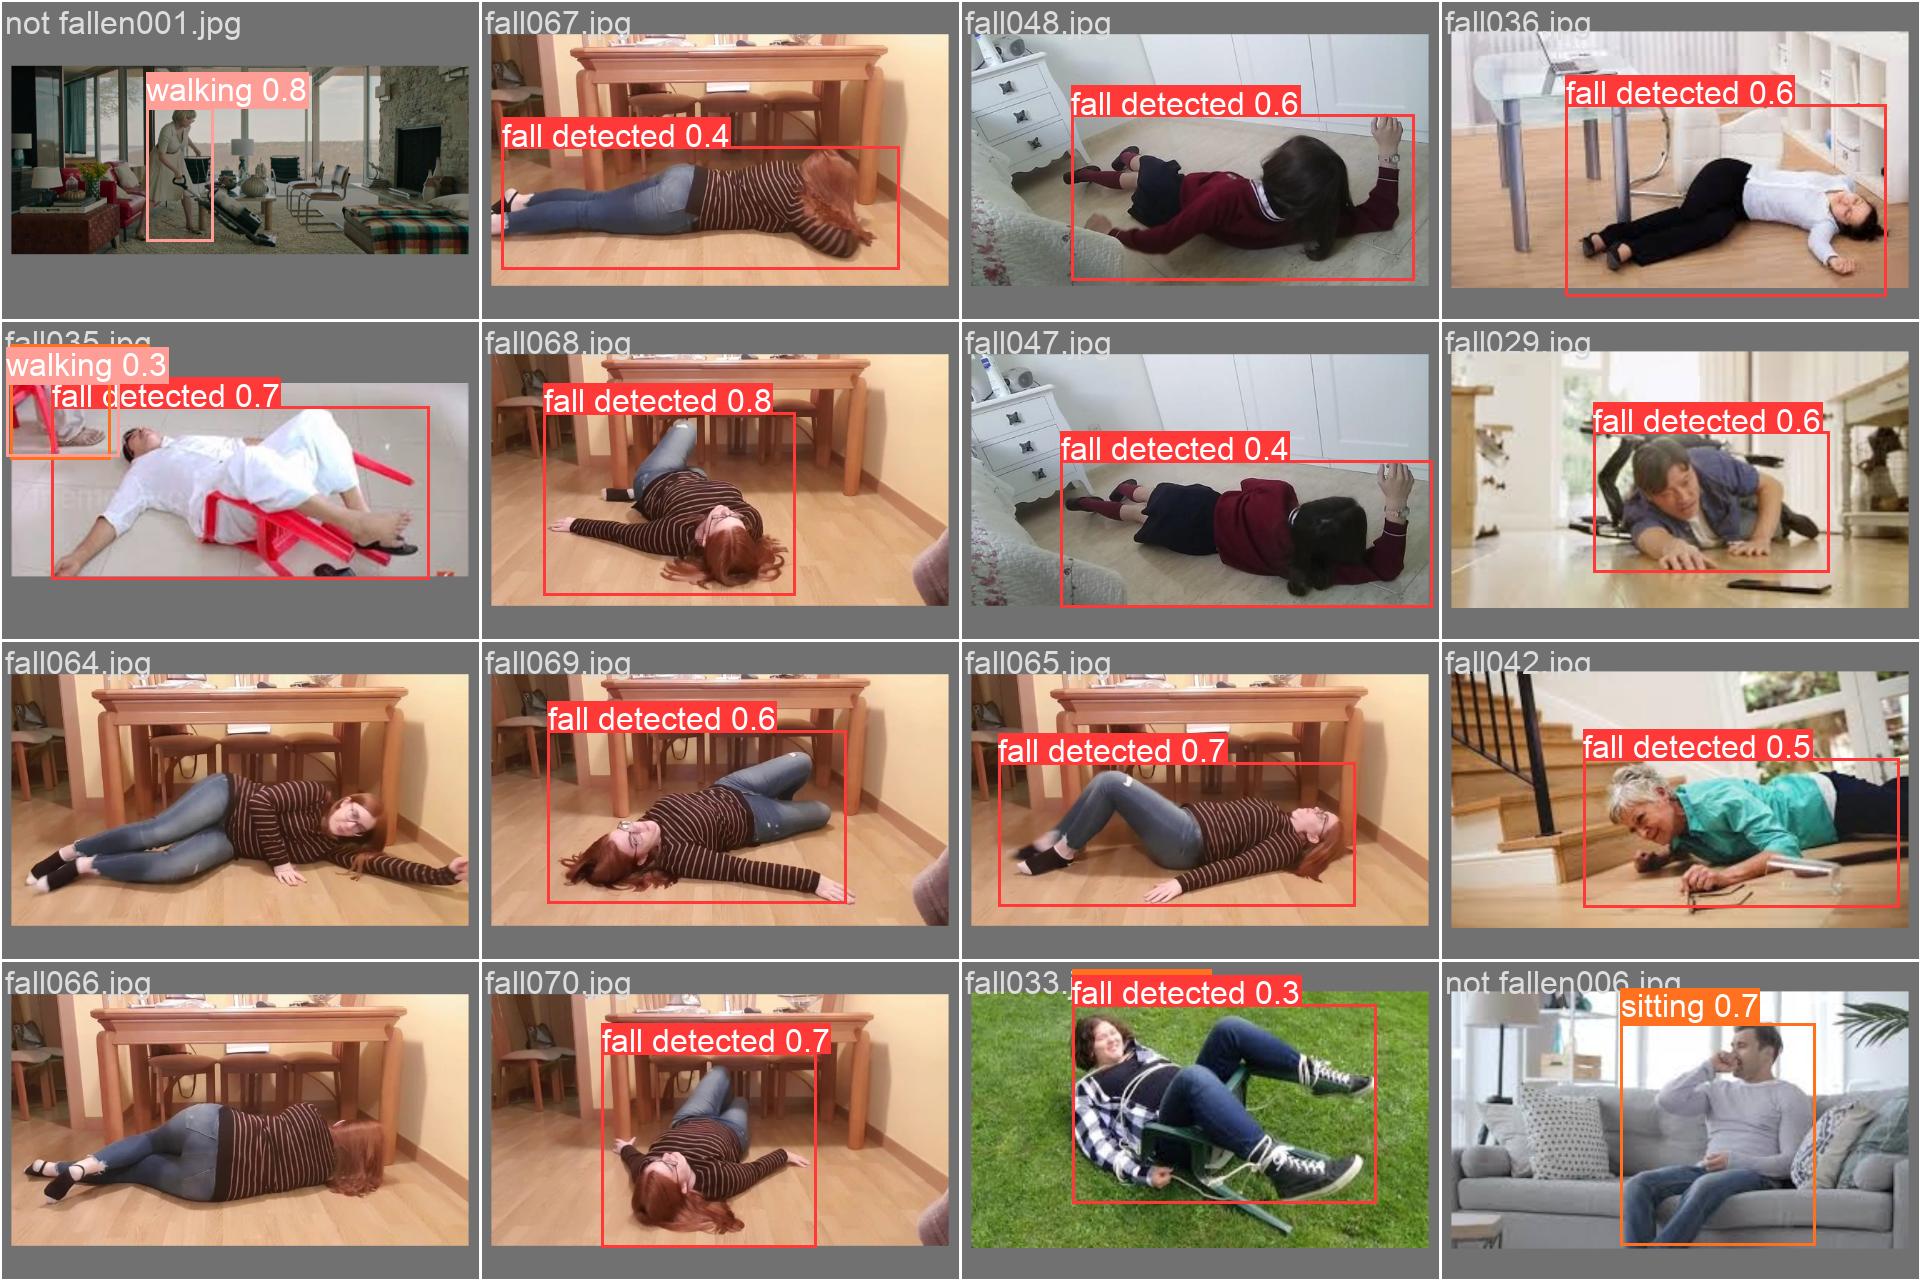 not fallen001.jpg
walking 0.8
fall067.jpg
fall detected 0.4
fall048.jpg
fall detected 0.6
fall036.jpg
fall detected 0.6
fall035.jpg
walking 0.3
fall detected 0.7
fall068.jpg
fall detected 0.8
fall047.jpg
fall detected 0.4
fall029.jpg
fall detected 0.6
fall064.jpg
fall069.jpg
fall detected 0.6
fall065.jpg
fall detected 0.7
fall042.jpg
fall detected 0.5
fall066.jpg
fall070.jpg
fall detected 0.7
fall033.
fall detected 0.3
not fallen006.jpg
sitting 0.7